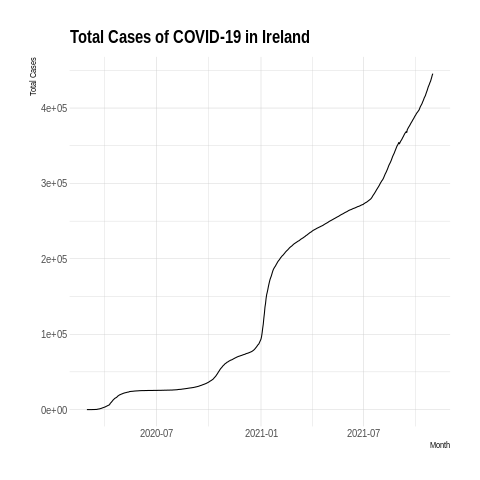 Total Cases of COVID-19 in Ireland
Total Cases
4e+05
3e+05
2e+05
1e+05
0e+00
2020-07
2021-01
2021-07
Month